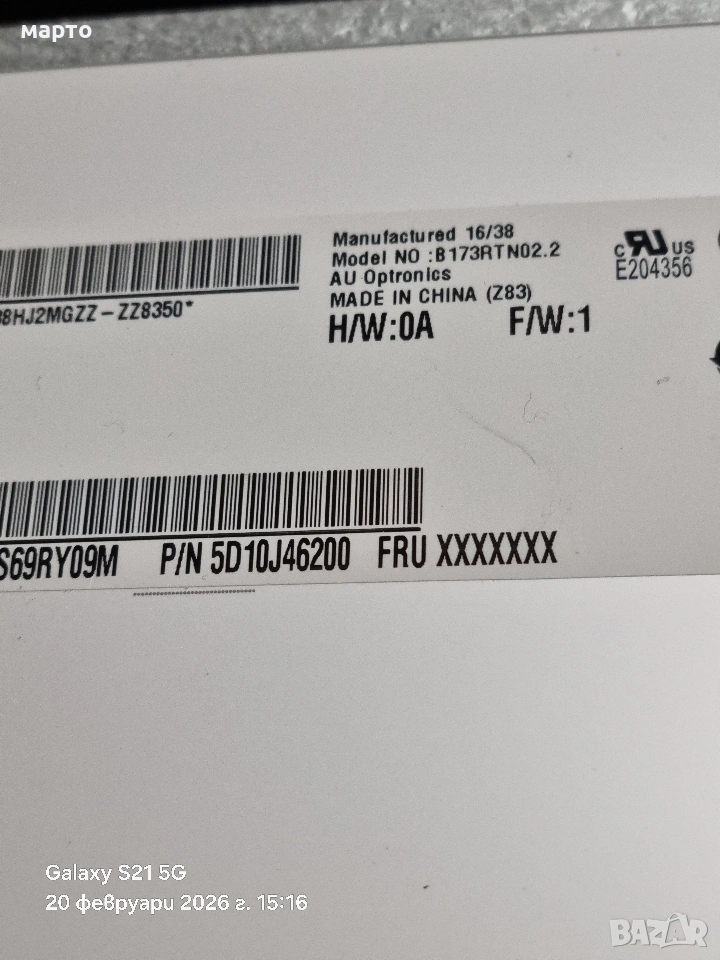 марто
Manufactured 16/38
Model NO :B173RTN02.2
AU Optronics
MADE IN CHINA (Z83)
H/W:0A F/W:1
c US
E204356
8HJ2MGZZ-ZZ8350*
S69RY09M P/N 5D10J46200 FRU XXXXXXX
Galaxy S21 5G
20 февруари 2026 г. 15:16
BAZAR